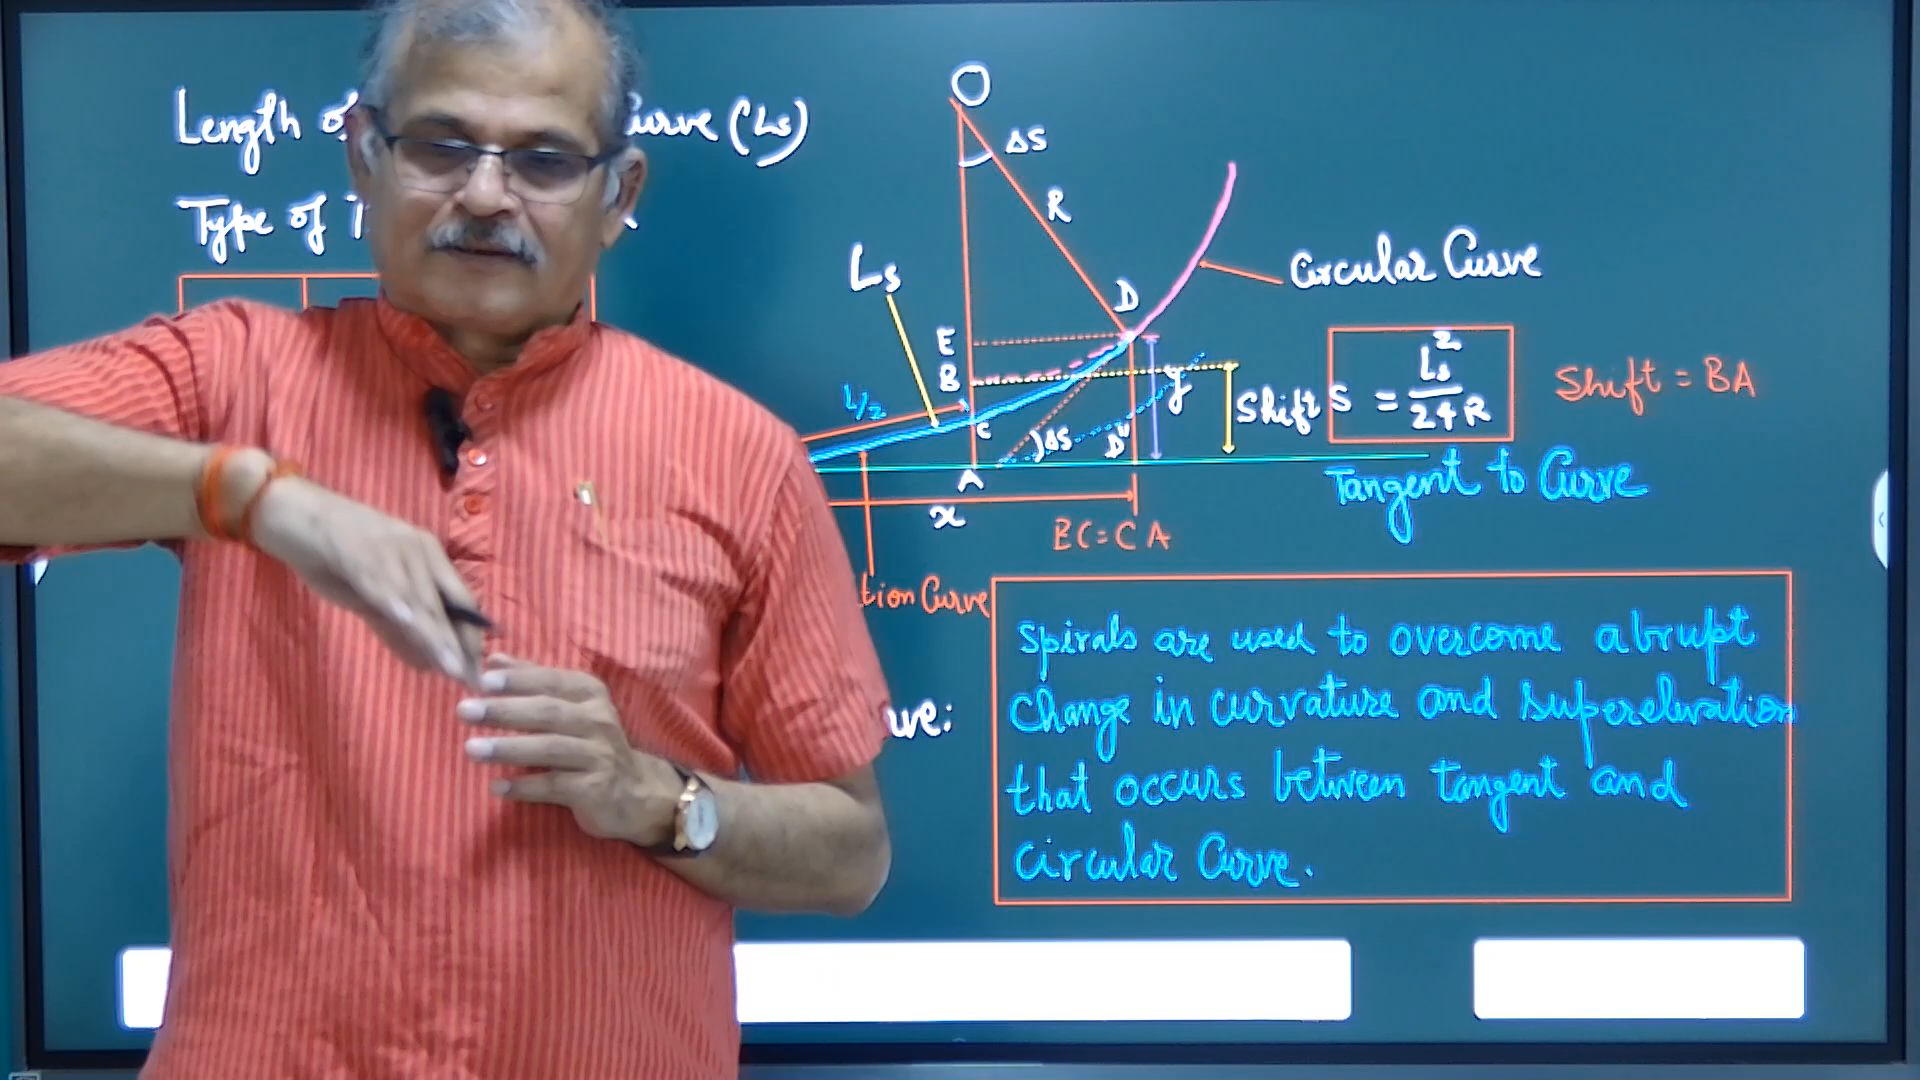 Length of Curve (Ls)
Type of
O
ΔS
R
Ls
D
Circular Curve
E
B
L/2
C
ΔS
D'
y
Shift S = Ls²/24R
Shift = BA
A
Tangent to Curve
x
BC=CA
tion Curve
Spirals are used to overcome abrupt
change in curvature and superelevation
that occurs between tangent and
circular Curve.
ve: